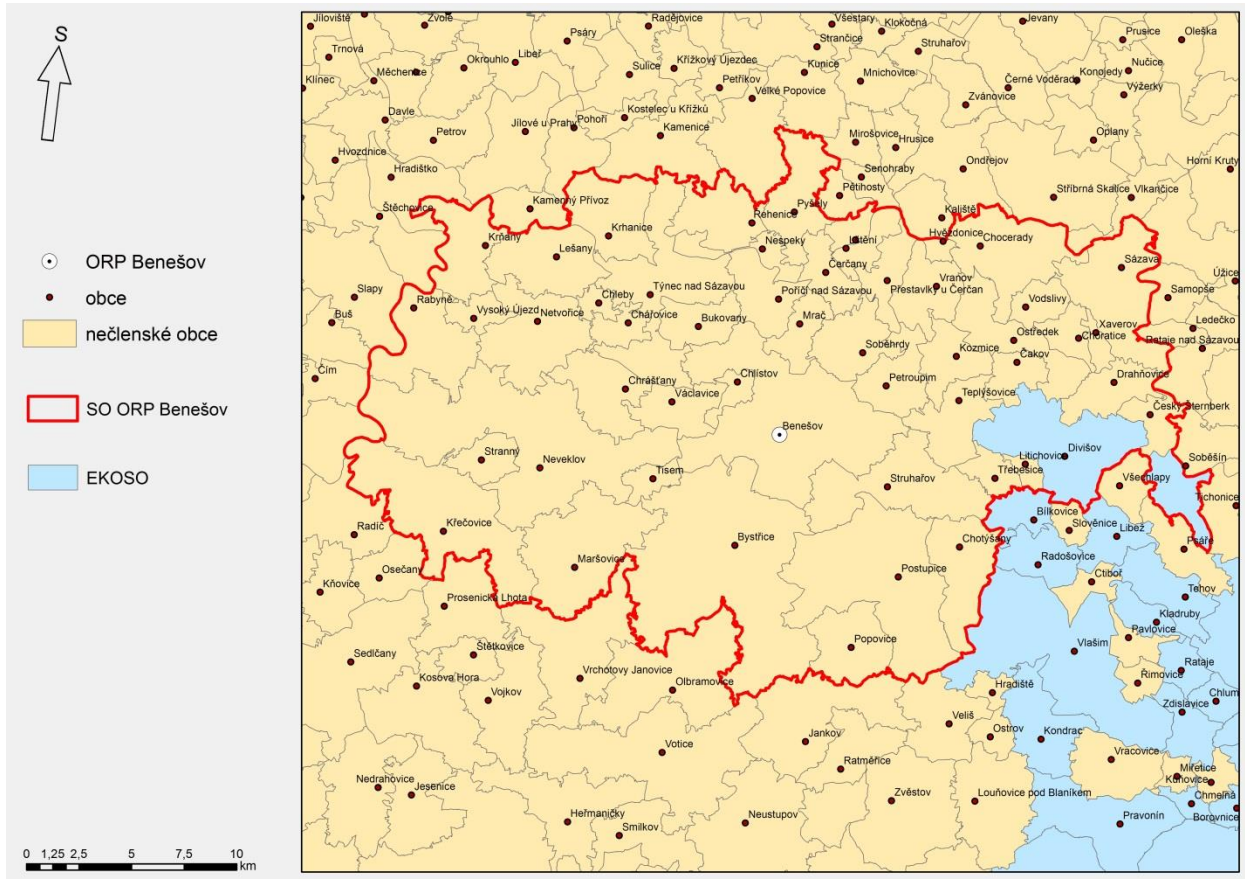 S
ORP Benešov
obce
nečlenské obce
SO ORP Benešov
EKOSO
0 1,25 2,5 5 7,5 10
km
Jíloviště
Zvole
Psáry
Radějovice
Všestary
Klokočná
Jevany
Prusice
Oleška
Trnová
Okrouhlo
Libeř
Strančice
Struhařov
Klínec
Měchenice
Sulice
Křížkový Újezdec
Kunice
Mnichovice
Černé Voděrad
Konojedy
Nučice
Petříkov
Velké Popovice
Zvánovice
Výžerky
Davle
Petrov
Jílové u Prahy
Pohoří
Kostelec u Křížků
Kamenice
Mirošovice
Hrusice
Oplany
Hvozdnice
Hradištko
Senohraby
Ondřejov
Horní Kruty
Štěchovice
Kamenný Přívoz
Pětihosty
Stříbrná Skalice
Vlkančice
Řehenice
Pyšely
Kaliště
Krňany
Krhanice
Nespeky
Lštění
Hvězdonice
Chocerady
Lešany
Čerčany
Sázava
Slapy
Rabyně
Chleby
Týnec nad Sázavou
Poříčí nad Sázavou
Přestavlky u Čerčan
Vranov
Vodslivy
Samopše
Úžice
Buš
Vysoký Újezd
Netvořice
Chářovice
Bukovany
Mrač
Ostředek
Xaverov
Choratice
Ledečko
Rataje nad Sázavou
Soběhrdy
Kozmice
Čakov
Čím
Chrášťany
Václavice
Chlístov
Petroupim
Teplýšovice
Drahňovice
Český Šternberk
Benešov
Stranný
Neveklov
Tisem
Struhařov
Třebešice
Litichovice
Divišov
Všechlapy
Soběšín
Tichonice
Radíč
Křečovice
Bystřice
Chotýšany
Bílkovice
Slověnice
Libež
Psáře
Kňovice
Osečany
Maršovice
Postupice
Radošovice
Ctiboř
Tehov
Prosenická Lhota
Kladruby
Sedlčany
Štětkovice
Popovice
Vlašim
Pavlovice
Kosova Hora
Vojkov
Vrchotovy Janovice
Olbramovice
Hradiště
Římovice
Rataje
Chlum
Zdislavice
Veliš
Ostrov
Kondrac
Votice
Jankov
Ratměřice
Vracovice
Miřetice
Kuňovice
Nedrahovice
Jesenice
Zvěstov
Louňovice pod Blaníkem
Chmelná
Borovnice
Heřmaničky
Smilkov
Neustupov
Pravonín